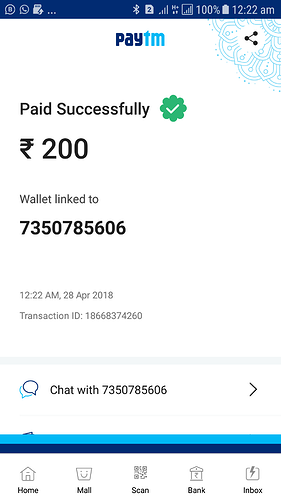 ... 100% 12:22 am
paytm
Paid Successfully
₹ 200
Wallet linked to
7350785606
12:22 AM, 28 Apr 2018
Transaction ID: 18668374260
Chat with 7350785606
Home Mall Scan Bank Inbox